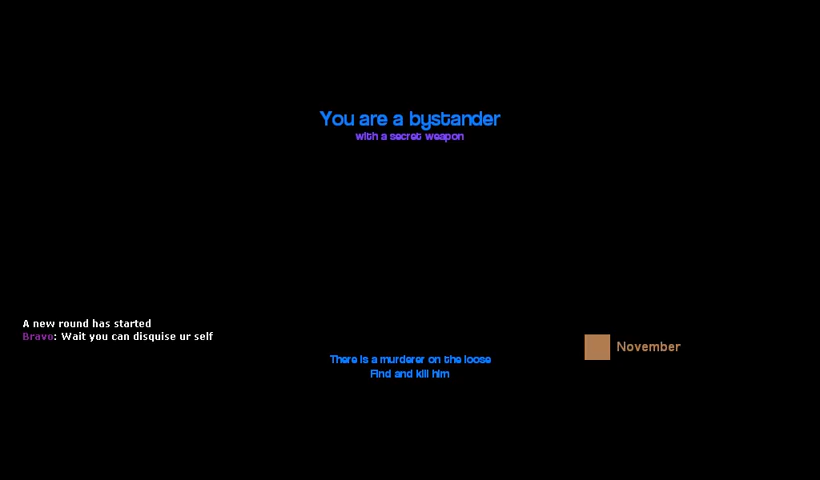 You are a bystander
with a secret weapon
A new round has started
Bravo: Wait you can disquise ur self
There is a murderer on the loose
Find and kill him
November